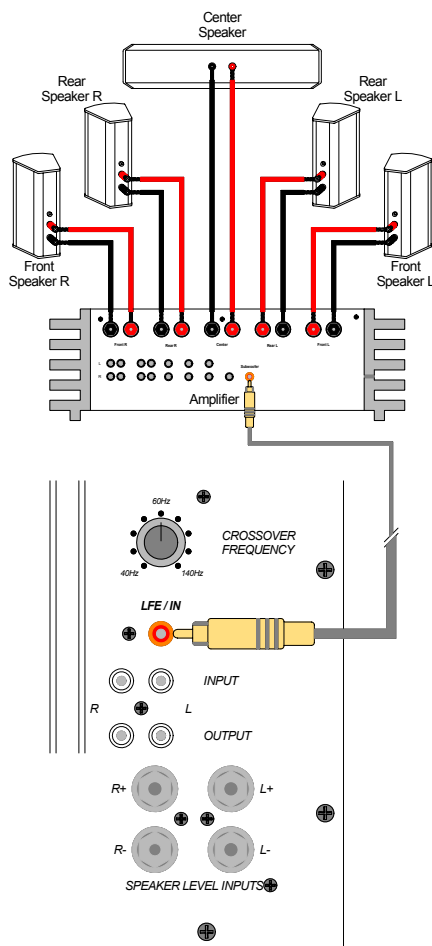 Center
Speaker
Rear
Speaker R
Rear
Speaker L
Front
Speaker R
Front
Speaker L
Front R
Rear R
Center
Rear L
Front L
L
R
Subwoofer
Amplifier
60Hz
CROSSOVER
FREQUENCY
40Hz
140Hz
LFE / IN
INPUT
R
L
OUTPUT
R+
L+
R-
L-
SPEAKER LEVEL INPUTS